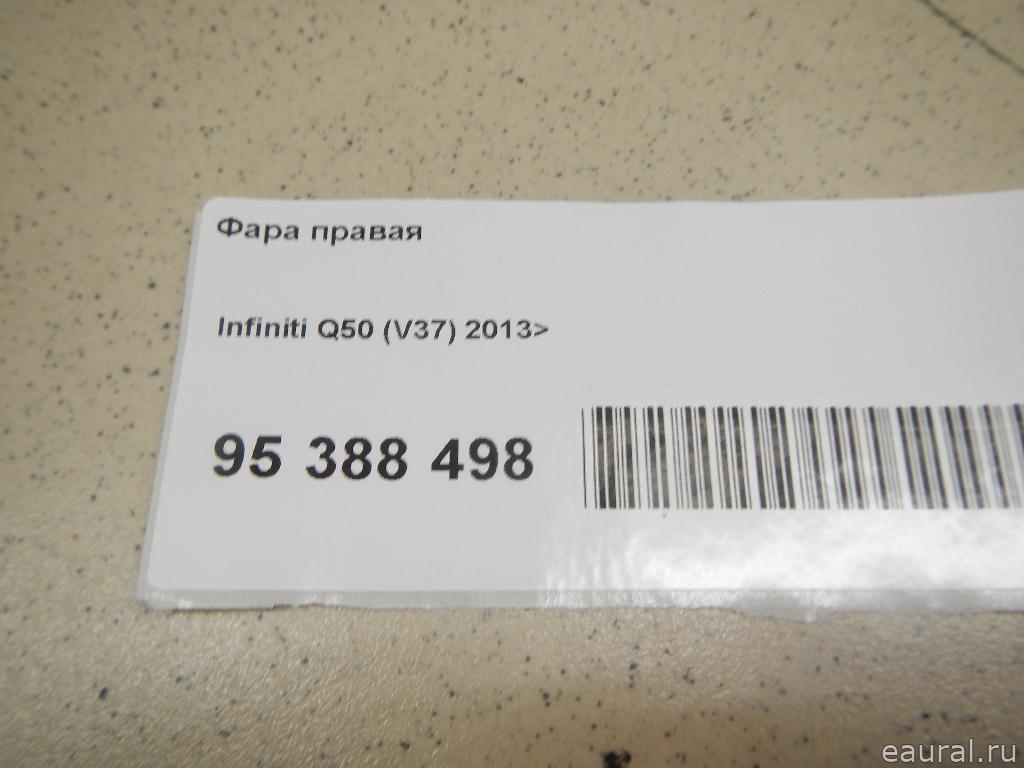 Фара правая
Infiniti Q50 (V37) 2013>
95 388 498
eaural.ru